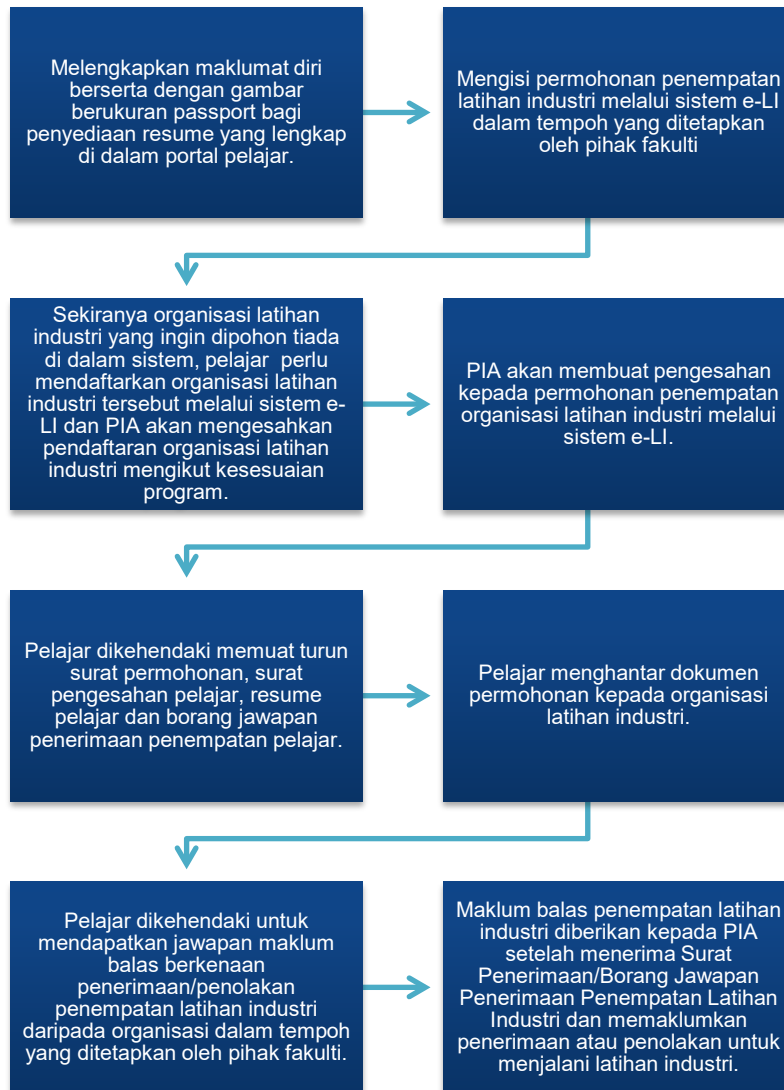 Melengkapkan maklumat diri
berserta dengan gambar
berukuran passport bagi
penyediaan resume yang lengkap
di dalam portal pelajar.
Mengisi permohonan penempatan
latihan industri melalui sistem e-LI
dalam tempoh yang ditetapkan
oleh pihak fakulti
Sekiranya organisasi latihan
industri yang ingin dipohon tiada
di dalam sistem, pelajar perlu
mendaftarkan organisasi latihan
industri tersebut melalui sistem e-
LI dan PIA akan mengesahkan
pendaftaran organisasi latihan
industri mengikut kesesuaian
program.
PIA akan membuat pengesahan
kepada permohonan penempatan
organisasi latihan industri melalui
sistem e-LI.
Pelajar dikehendaki memuat turun
surat permohonan, surat
pengesahan pelajar, resume
pelajar dan borang jawapan
penerimaan penempatan pelajar.
Pelajar menghantar dokumen
permohonan kepada organisasi
latihan industri.
Pelajar dikehendaki untuk
mendapatkan jawapan maklum
balas berkenaan
penerimaan/penolakan
penempatan latihan industri
daripada organisasi dalam tempoh
yang ditetapkan oleh pihak fakulti.
Maklum balas penempatan latihan
industri diberikan kepada PIA
setelah menerima Surat
Penerimaan/Borang Jawapan
Penerimaan Penempatan Latihan
Industri dan memaklumkan
penerimaan atau penolakan untuk
menjalani latihan industri.